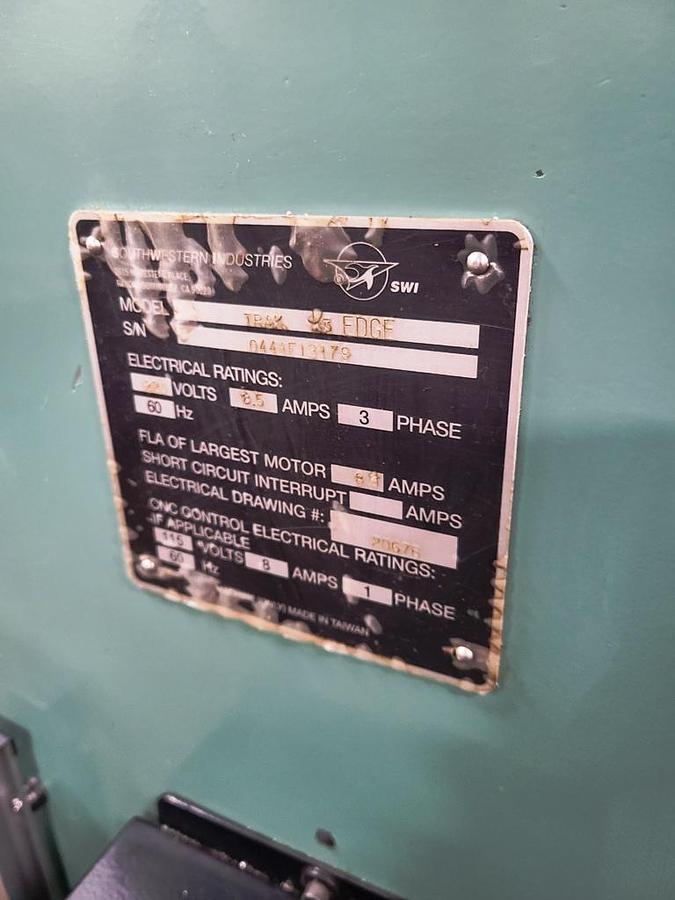 SOUTHWESTERN INDUSTRIES
SWI
MODEL TRAK K3 EDGE
S/N 0441F13179
ELECTRICAL RATINGS:
VOLTS 8.5 AMPS 3 PHASE
60 Hz
FLA OF LARGEST MOTOR AMPS
SHORT CIRCUIT INTERRUPT AMPS
ELECTRICAL DRAWING #: 20676
CNC CONTROL ELECTRICAL RATINGS:
IF APPLICABLE
115 VOLTS 8 AMPS 1 PHASE
60 Hz
MADE IN TAIWAN